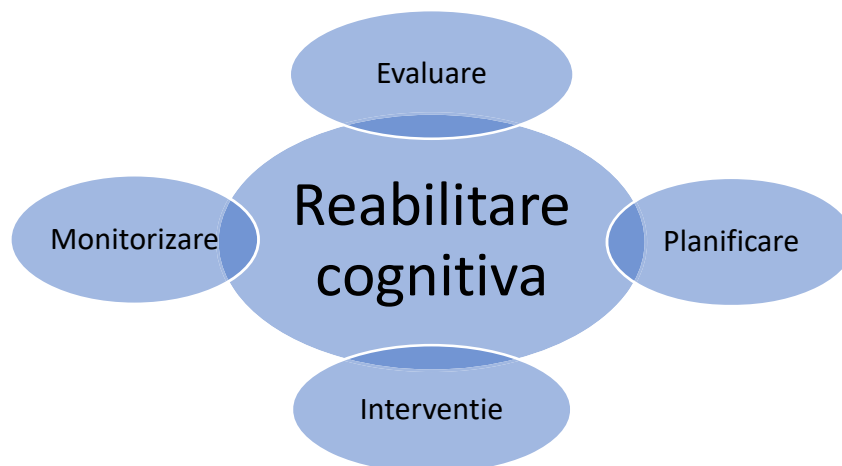 Evaluare
Reabilitare
cognitiva
Monitorizare
Planificare
Interventie